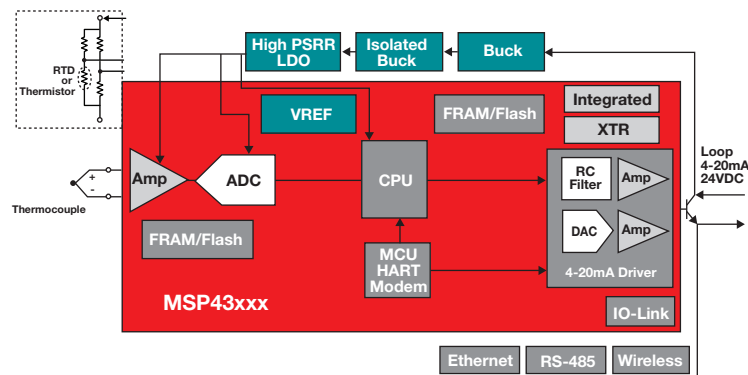 High PSRR
LDO
Isolated
Buck
Buck
RTD
or
Thermistor
Integrated
VREF
FRAM/Flash
XTR
Loop
4-20mA
24VDC
+
-
Amp
ADC
CPU
RC
Filter
Amp
Thermocouple
FRAM/Flash
DAC
Amp
MCU
HART
Modem
4-20mA Driver
MSP43xxx
IO-Link
Ethernet
RS-485
Wireless